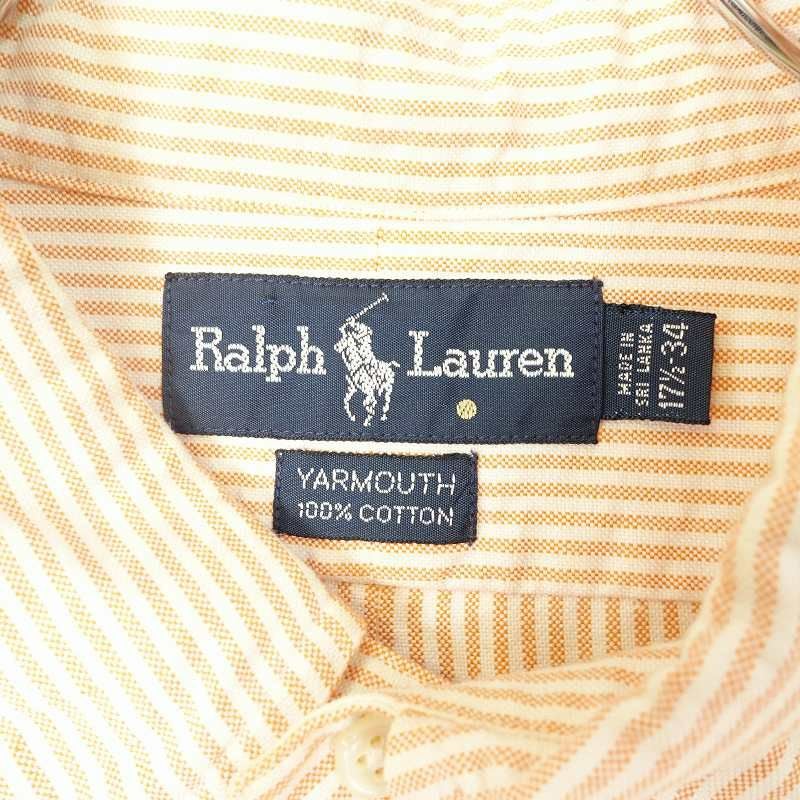 Ralph Lauren
MADE IN
SRI LANKA
17½-34
YARMOUTH
100% COTTON